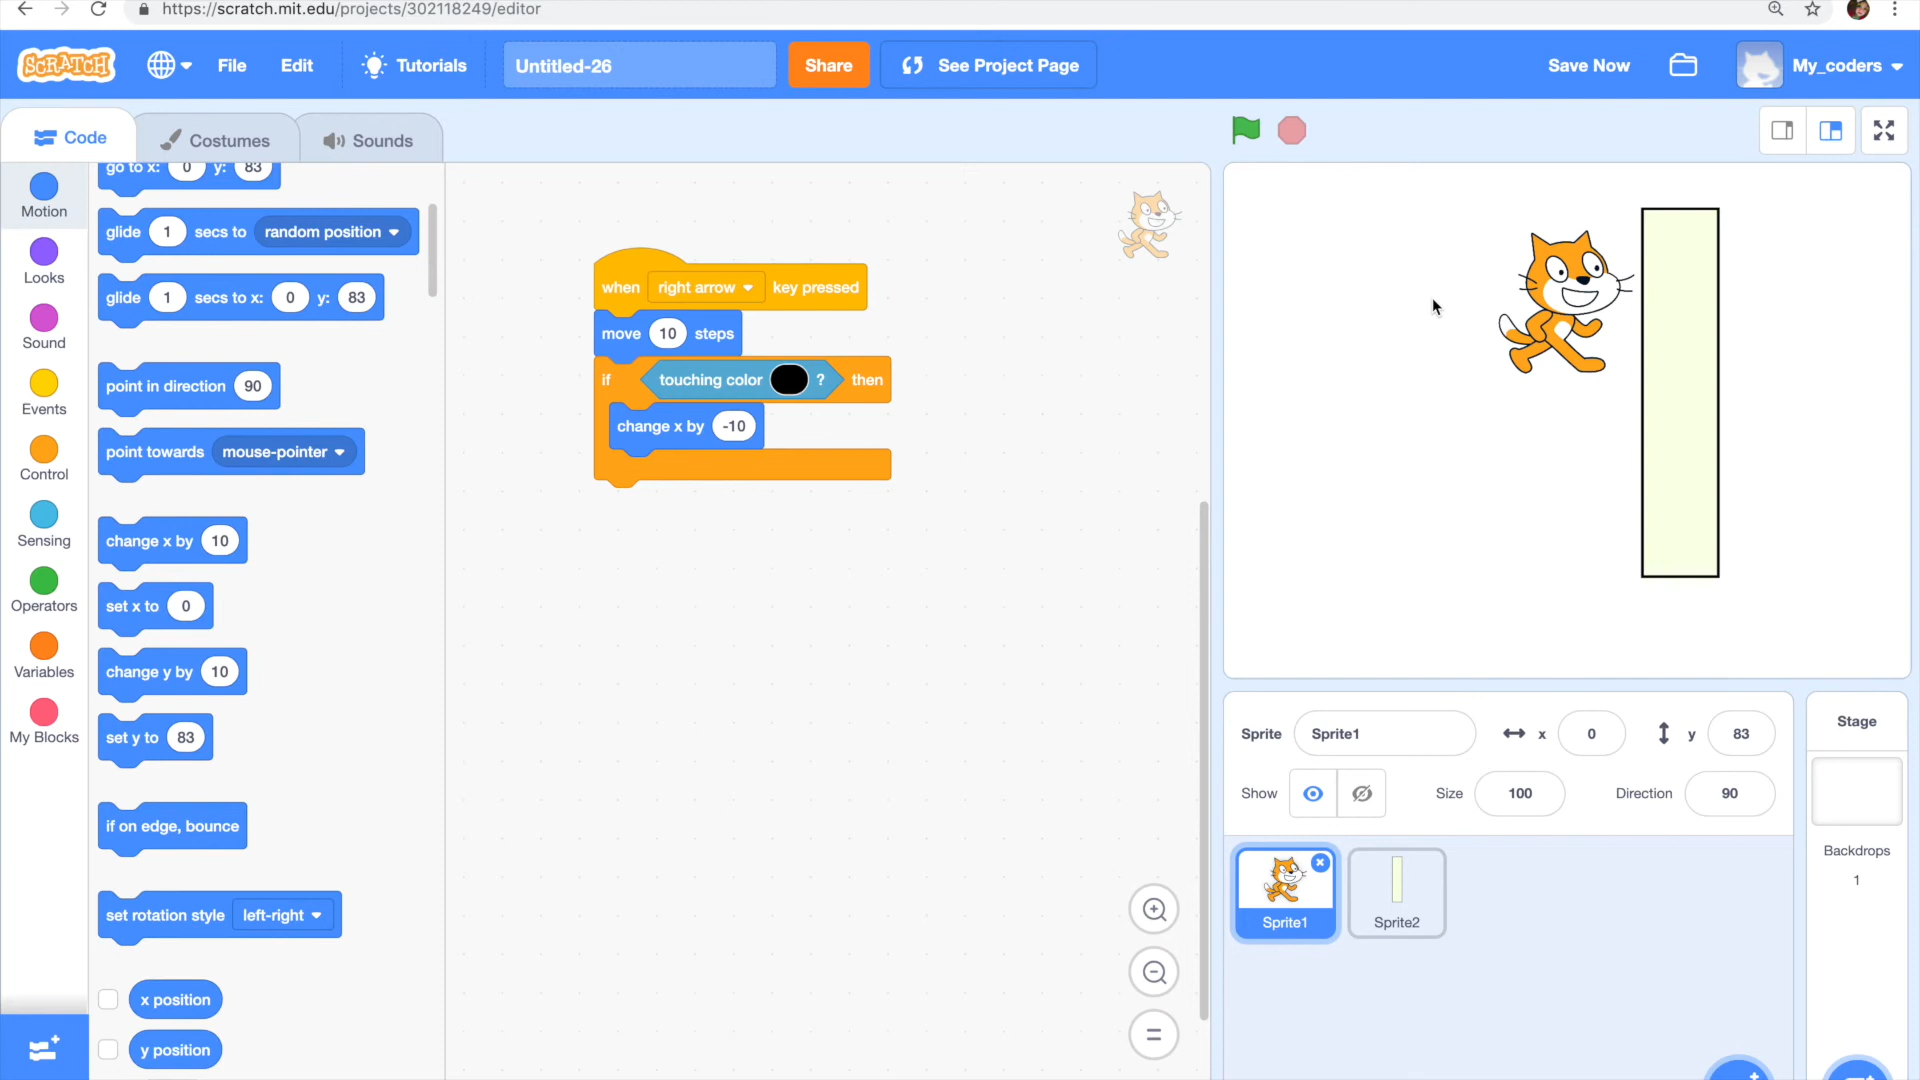 https://scratch.mit.edu/projects/302118249/editor
SCRATCH
File
Edit
Tutorials
Untitled-26
Share
See Project Page
Save Now
My_coders
Code
Costumes
Sounds
Motion
Looks
Sound
Events
Control
Sensing
Operators
Variables
My Blocks
go to x: 0 y: 83
glide 1 secs to random position
glide 1 secs to x: 0 y: 83
point in direction 90
point towards mouse-pointer
change x by 10
set x to 0
change y by 10
set y to 83
if on edge, bounce
set rotation style left-right
x position
y position
when right arrow key pressed
move 10 steps
if touching color ? then
change x by -10
Sprite Sprite1 x 0 y 83
Show Size 100 Direction 90
Sprite1
Sprite2
Stage
Backdrops
1